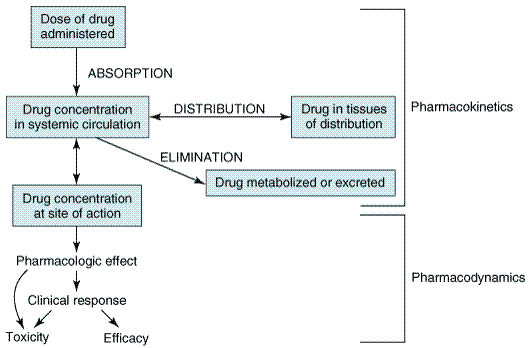 Dose of drug
administered
ABSORPTION
Drug concentration
in systemic circulation
DISTRIBUTION
Drug in tissues
of distribution
Pharmacokinetics
ELIMINATION
Drug metabolized or excreted
Drug concentration
at site of action
Pharmacologic effect
Pharmacodynamics
Clinical response
Toxicity
Efficacy